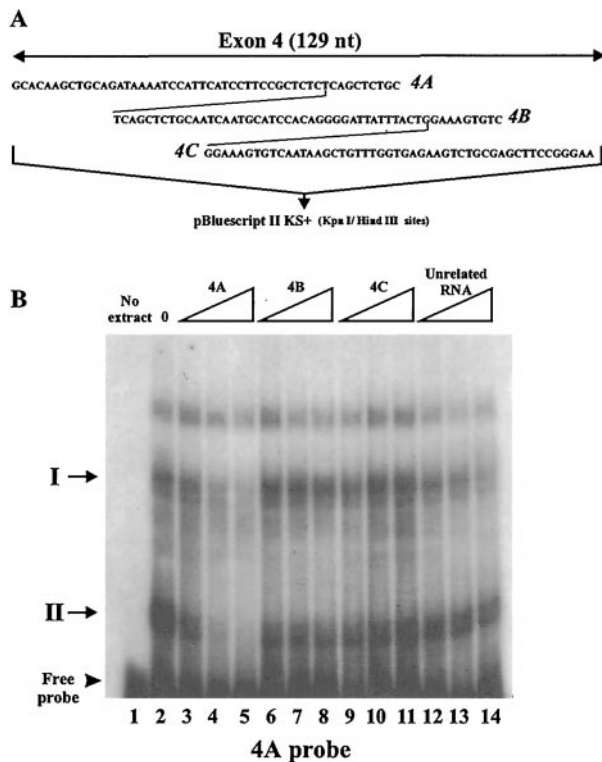 A
Exon 4 (129 nt)
GCACAAGCTGCAGATAAAATCCATTCATCCTTCCGCTCTCTCAGCTCTGC 4A
TCAGCTCTGCAATCAATGCATCCACAGGGGATTATTTACTGGAAAGTGTC 4B
4C GGAAAGTGTCAATAAGCTGTTTGGTGAGAAGTCTGCGAGCTTCCGGGAA
pBluescript II KS+ (Kpn I/ Hind III sites)
B
No extract 0 4A 4B 4C Unrelated RNA
I
II
Free probe
1 2 3 4 5 6 7 8 9 10 11 12 13 14
4A probe